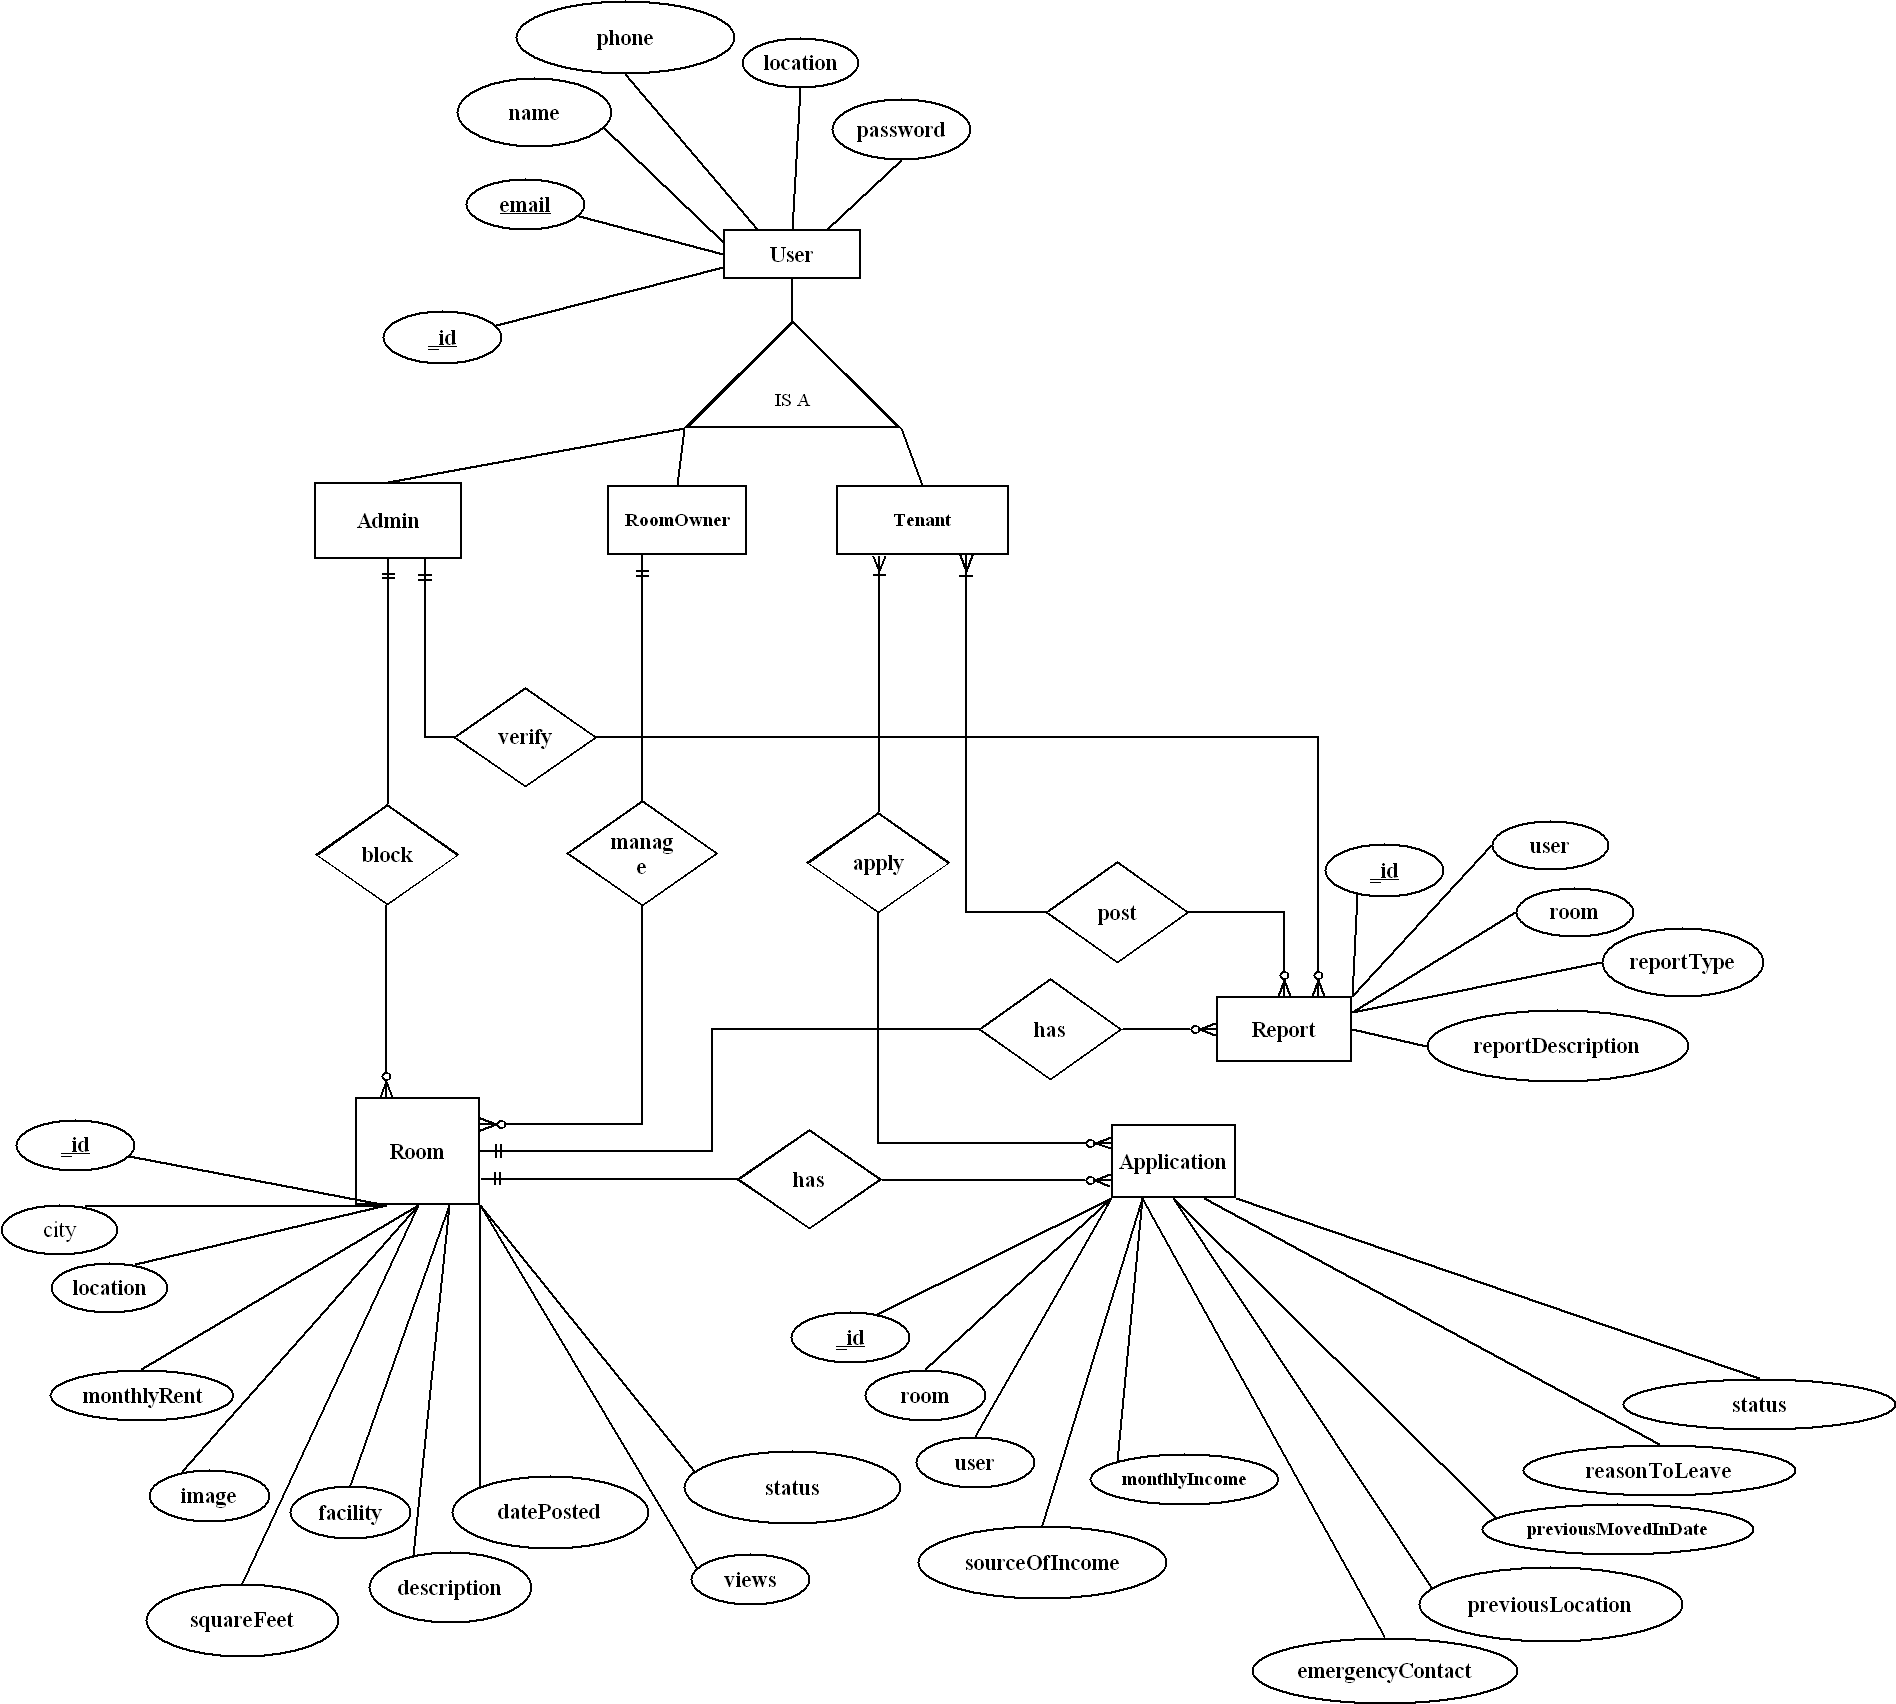 phone
location
name
password
email
User
_id
IS A
Admin
RoomOwner
Tenant
verify
block
manag
e
apply
post
_id
user
room
reportType
has
Report
reportDescription
_id
Room
has
Application
city
location
_id
monthlyRent
room
status
user
monthlyIncome
reasonToLeave
image
facility
datePosted
status
previousMovedInDate
sourceOfIncome
description
views
previousLocation
squareFeet
emergencyContact